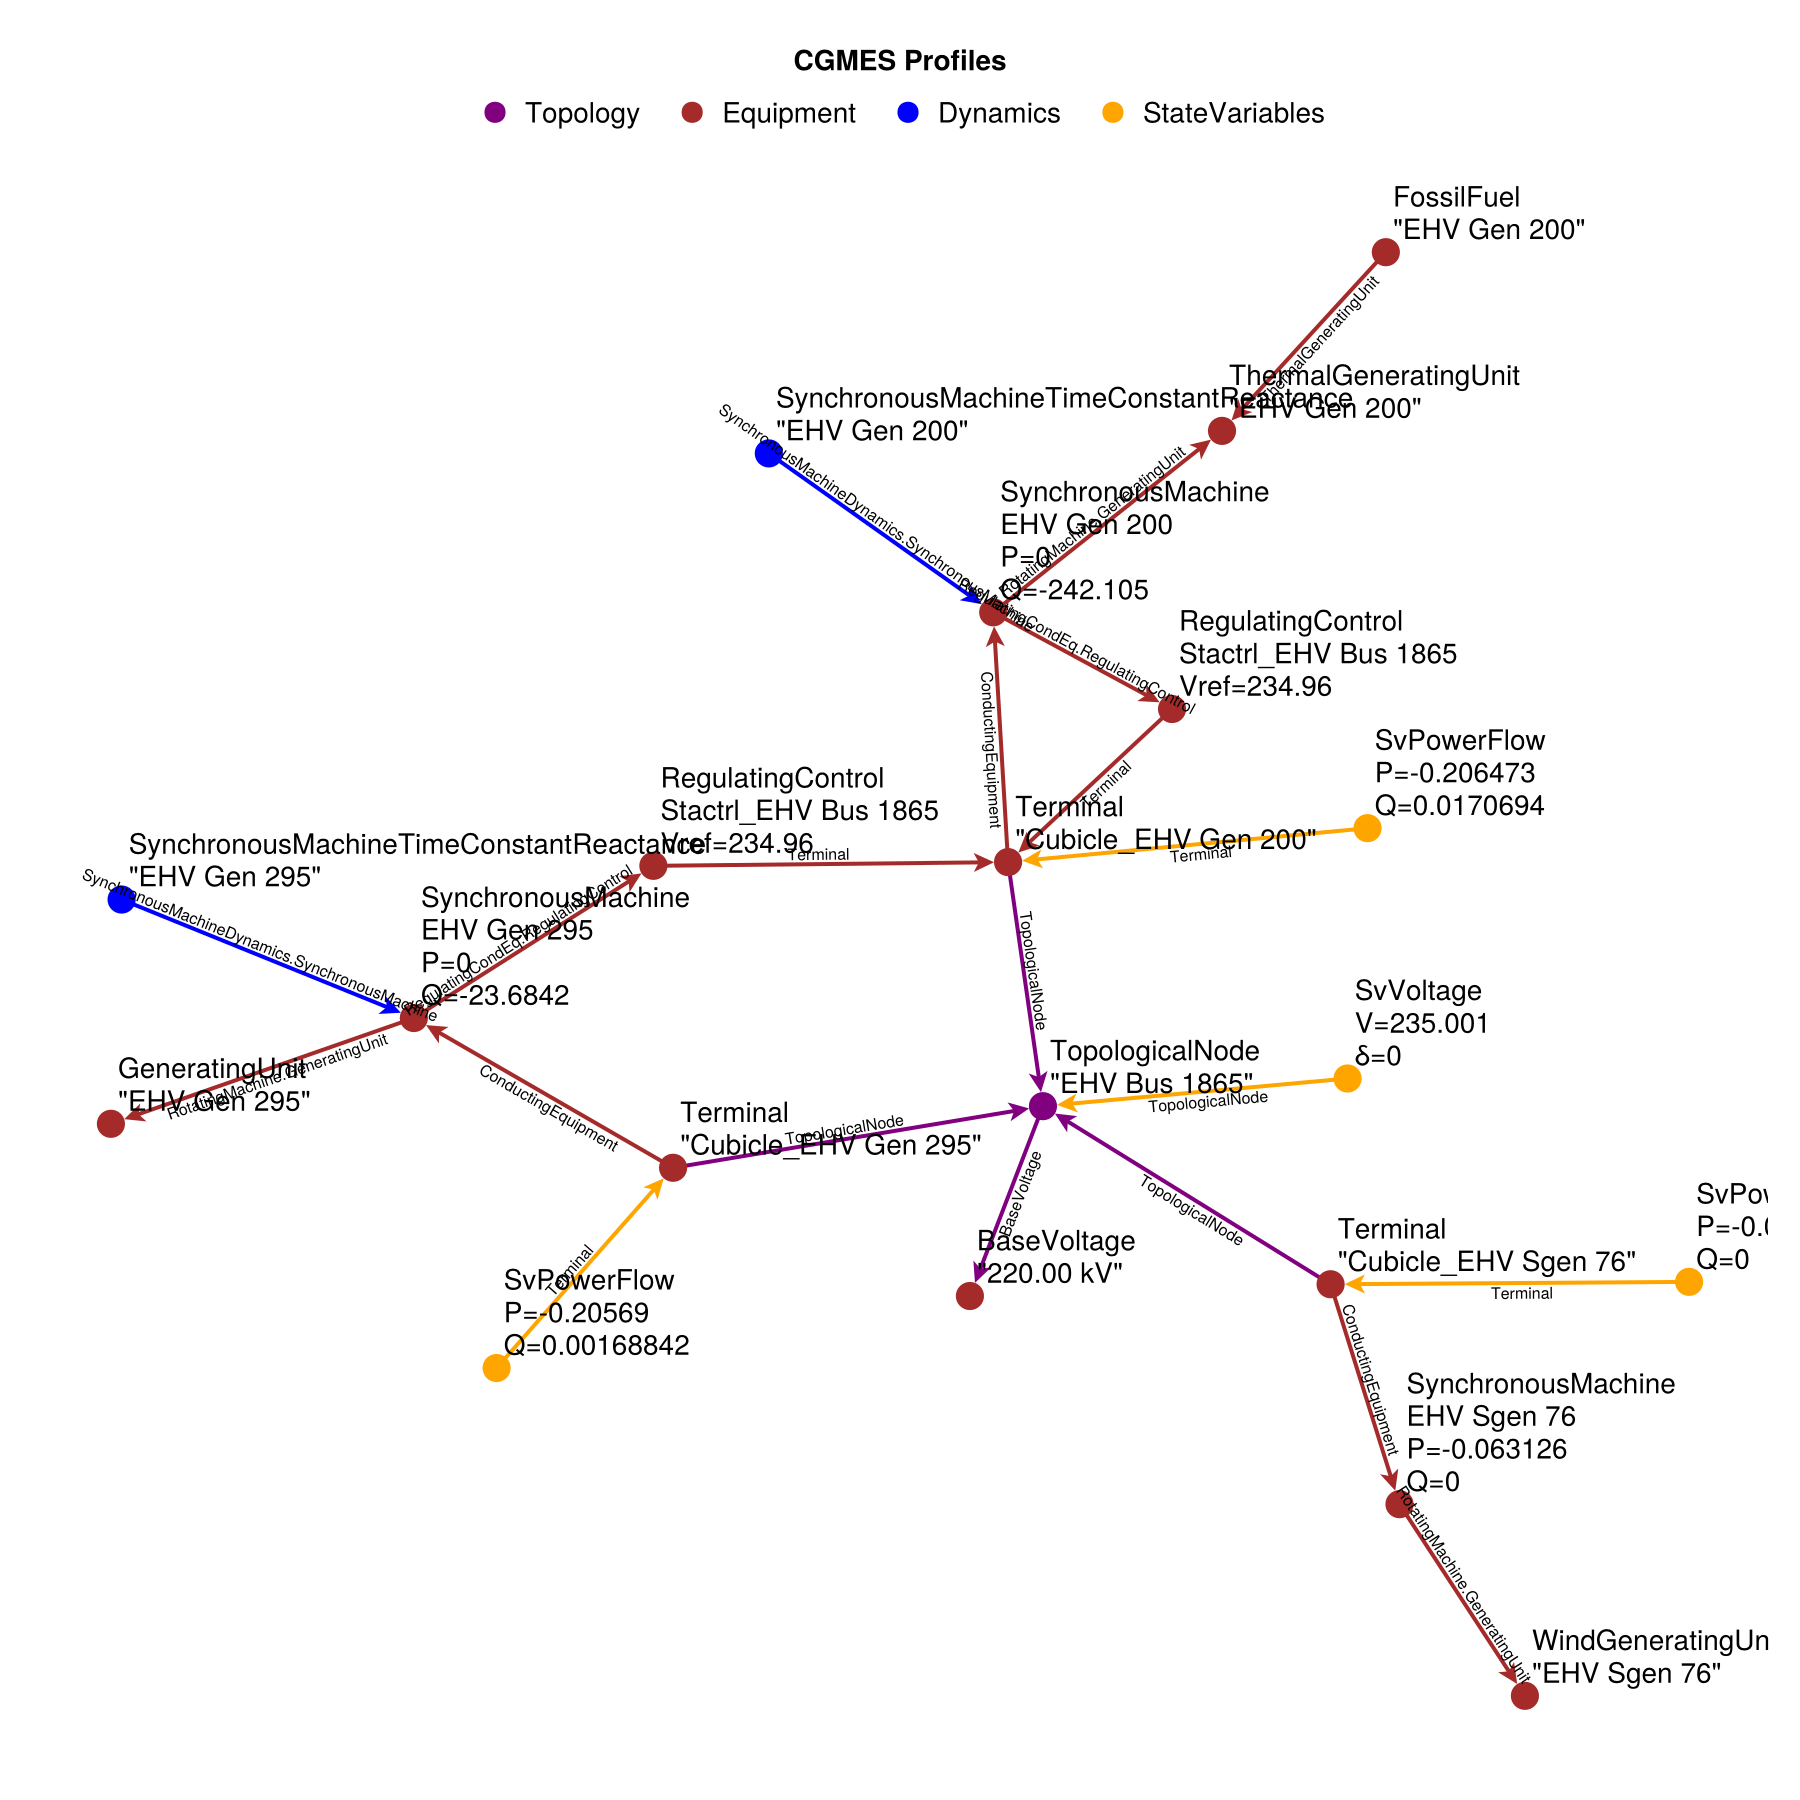 CGMES Profiles
Topology
Equipment
Dynamics
StateVariables
FossilFuel
"EHV Gen 200"
ThermalGeneratingUnit
ThermalGeneratingUnit
"EHV Gen 200"
SynchronousMachineTimeConstantReactance
"EHV Gen 200"
SynchronousMachineDynamics.SynchronousMachine
RotatingMachine.GeneratingUnit
SynchronousMachine
EHV Gen 200
P=0
Q=-242.105
RegulatingCondEq.RegulatingControl
RegulatingControl
Stactrl_EHV Bus 1865
Vref=234.96
ConductingEquipment
Terminal
SvPowerFlow
P=-0.206473
Q=0.0170694
Terminal
Terminal
"Cubicle_EHV Gen 200"
RegulatingControl
Stactrl_EHV Bus 1865
Vref=234.96
Terminal
SynchronousMachineTimeConstantReactance
"EHV Gen 295"
SynchronousMachineDynamics.SynchronousMachine
RegulatingCondEq.RegulatingControl
SynchronousMachine
EHV Gen 295
P=0
Q=-23.6842
TopologicalNode
SvVoltage
V=235.001
δ=0
TopologicalNode
TopologicalNode
"EHV Bus 1865"
GeneratingUnit
"EHV Gen 295"
RotatingMachine.GeneratingUnit
ConductingEquipment
Terminal
"Cubicle_EHV Gen 295"
TopologicalNode
BaseVoltage
BaseVoltage
"220.00 kV"
TopologicalNode
Terminal
"Cubicle_EHV Sgen 76"
Terminal
SvPow
P=-0.0
Q=0
Terminal
SvPowerFlow
P=-0.20569
Q=0.00168842
ConductingEquipment
SynchronousMachine
EHV Sgen 76
P=-0.063126
Q=0
RotatingMachine.GeneratingUnit
WindGeneratingUn
"EHV Sgen 76"